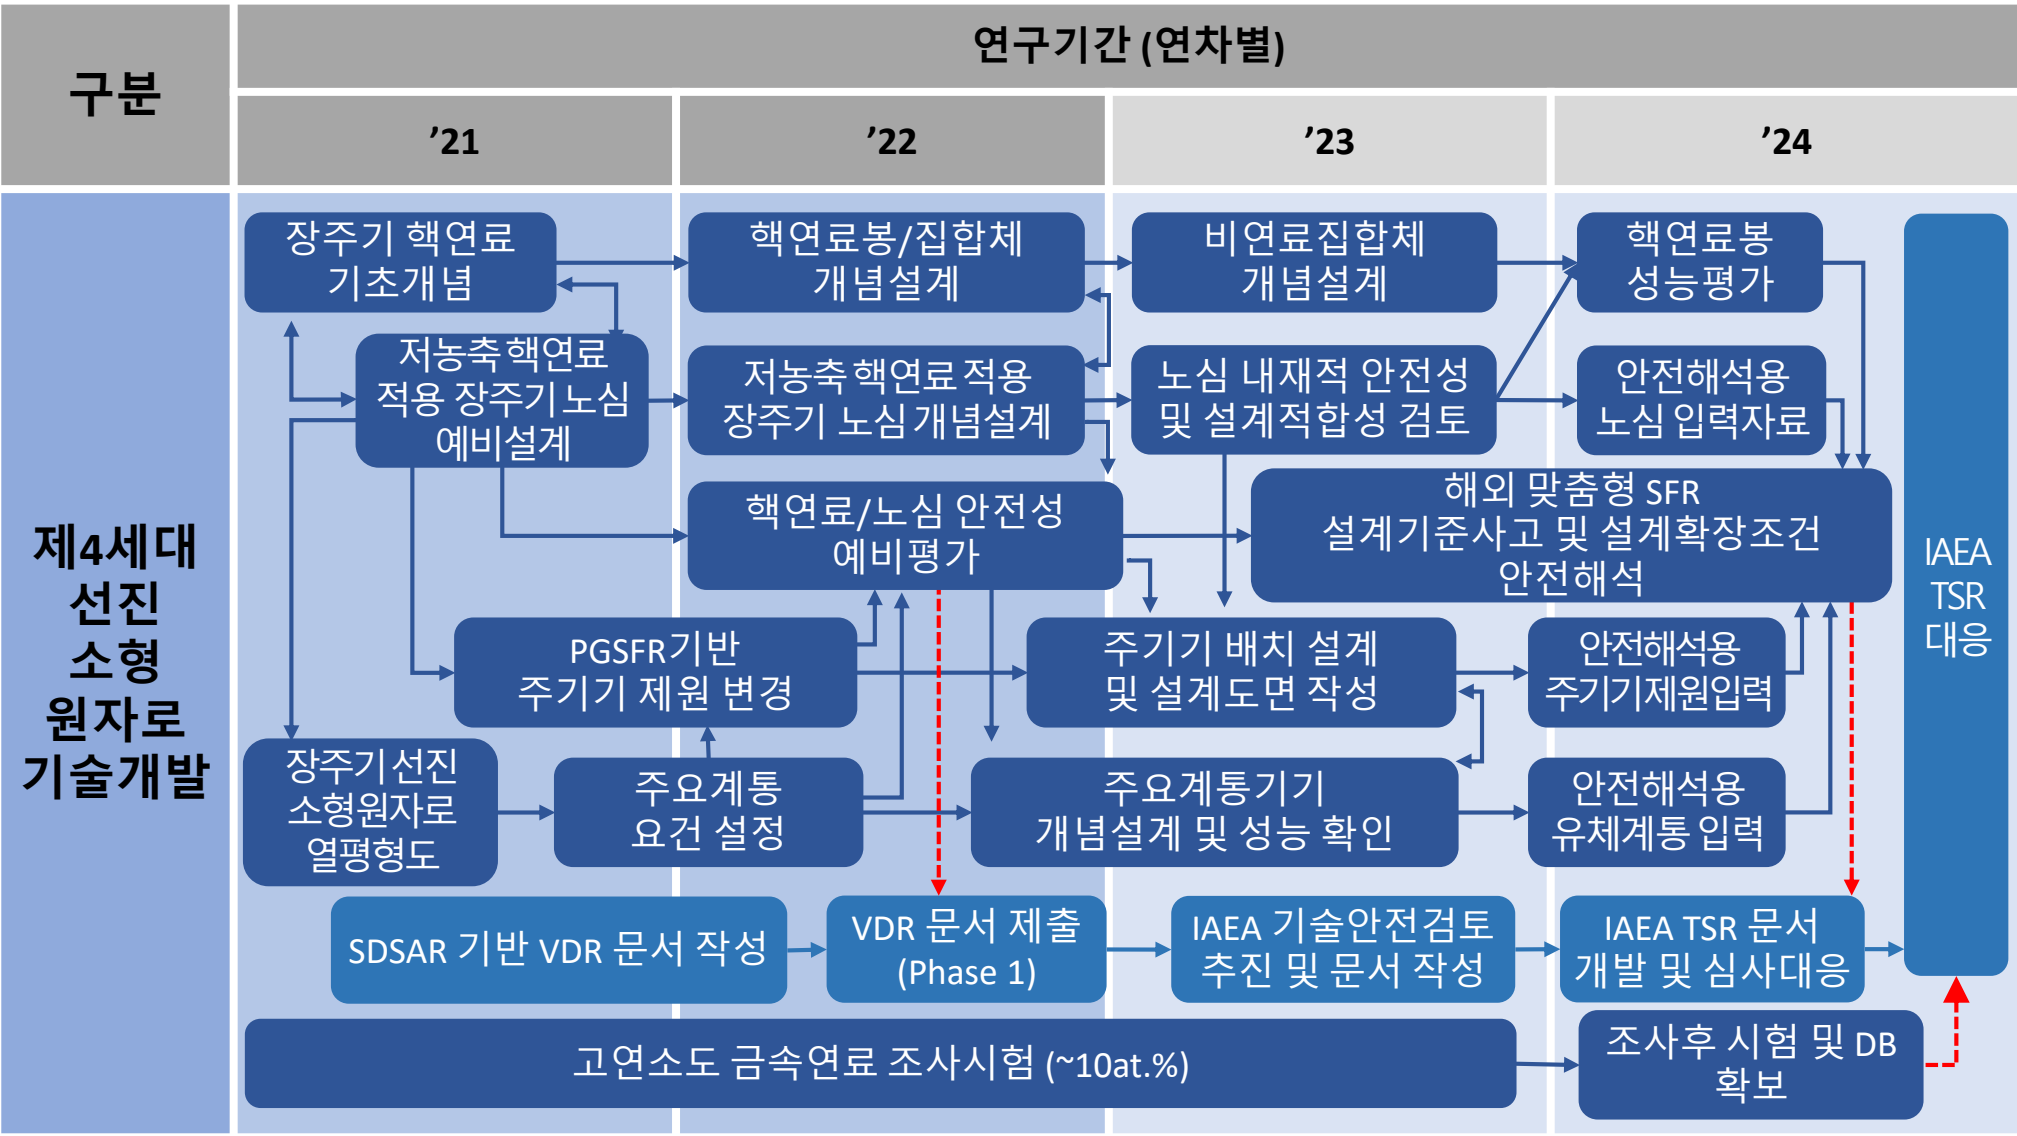 구분
연구기간 (연차별)
’21
’22
’23
’24
제4세대
선진
소형
원자로
기술개발
장주기 핵연료
기초개념
핵연료봉/집합체
개념설계
비연료집합체
개념설계
핵연료봉
성능평가
저농축핵연료
적용 장주기 노심
예비설계
저농축핵연료 적용
장주기 노심 개념설계
노심 내재적 안전성
및 설계적합성 검토
안전해석용
노심 입력자료
핵연료/노심 안전성
예비평가
해외 맞춤형 SFR
설계기준사고 및 설계확장조건
안전해석
IAEA
TSR
대응
PGSFR기반
주기기 제원 변경
주기기 배치 설계
및 설계도면 작성
안전해석용
주기기제원입력
장주기 선진
소형원자로
열평형도
주요계통
요건 설정
주요계통기기
개념설계 및 성능 확인
안전해석용
유체계통 입력
SDSAR 기반 VDR 문서 작성
VDR 문서 제출
(Phase 1)
IAEA 기술안전검토
추진 및 문서 작성
IAEA TSR 문서
개발 및 심사대응
고연소도 금속연료 조사시험 (~10at.%)
조사후 시험 및 DB
확보